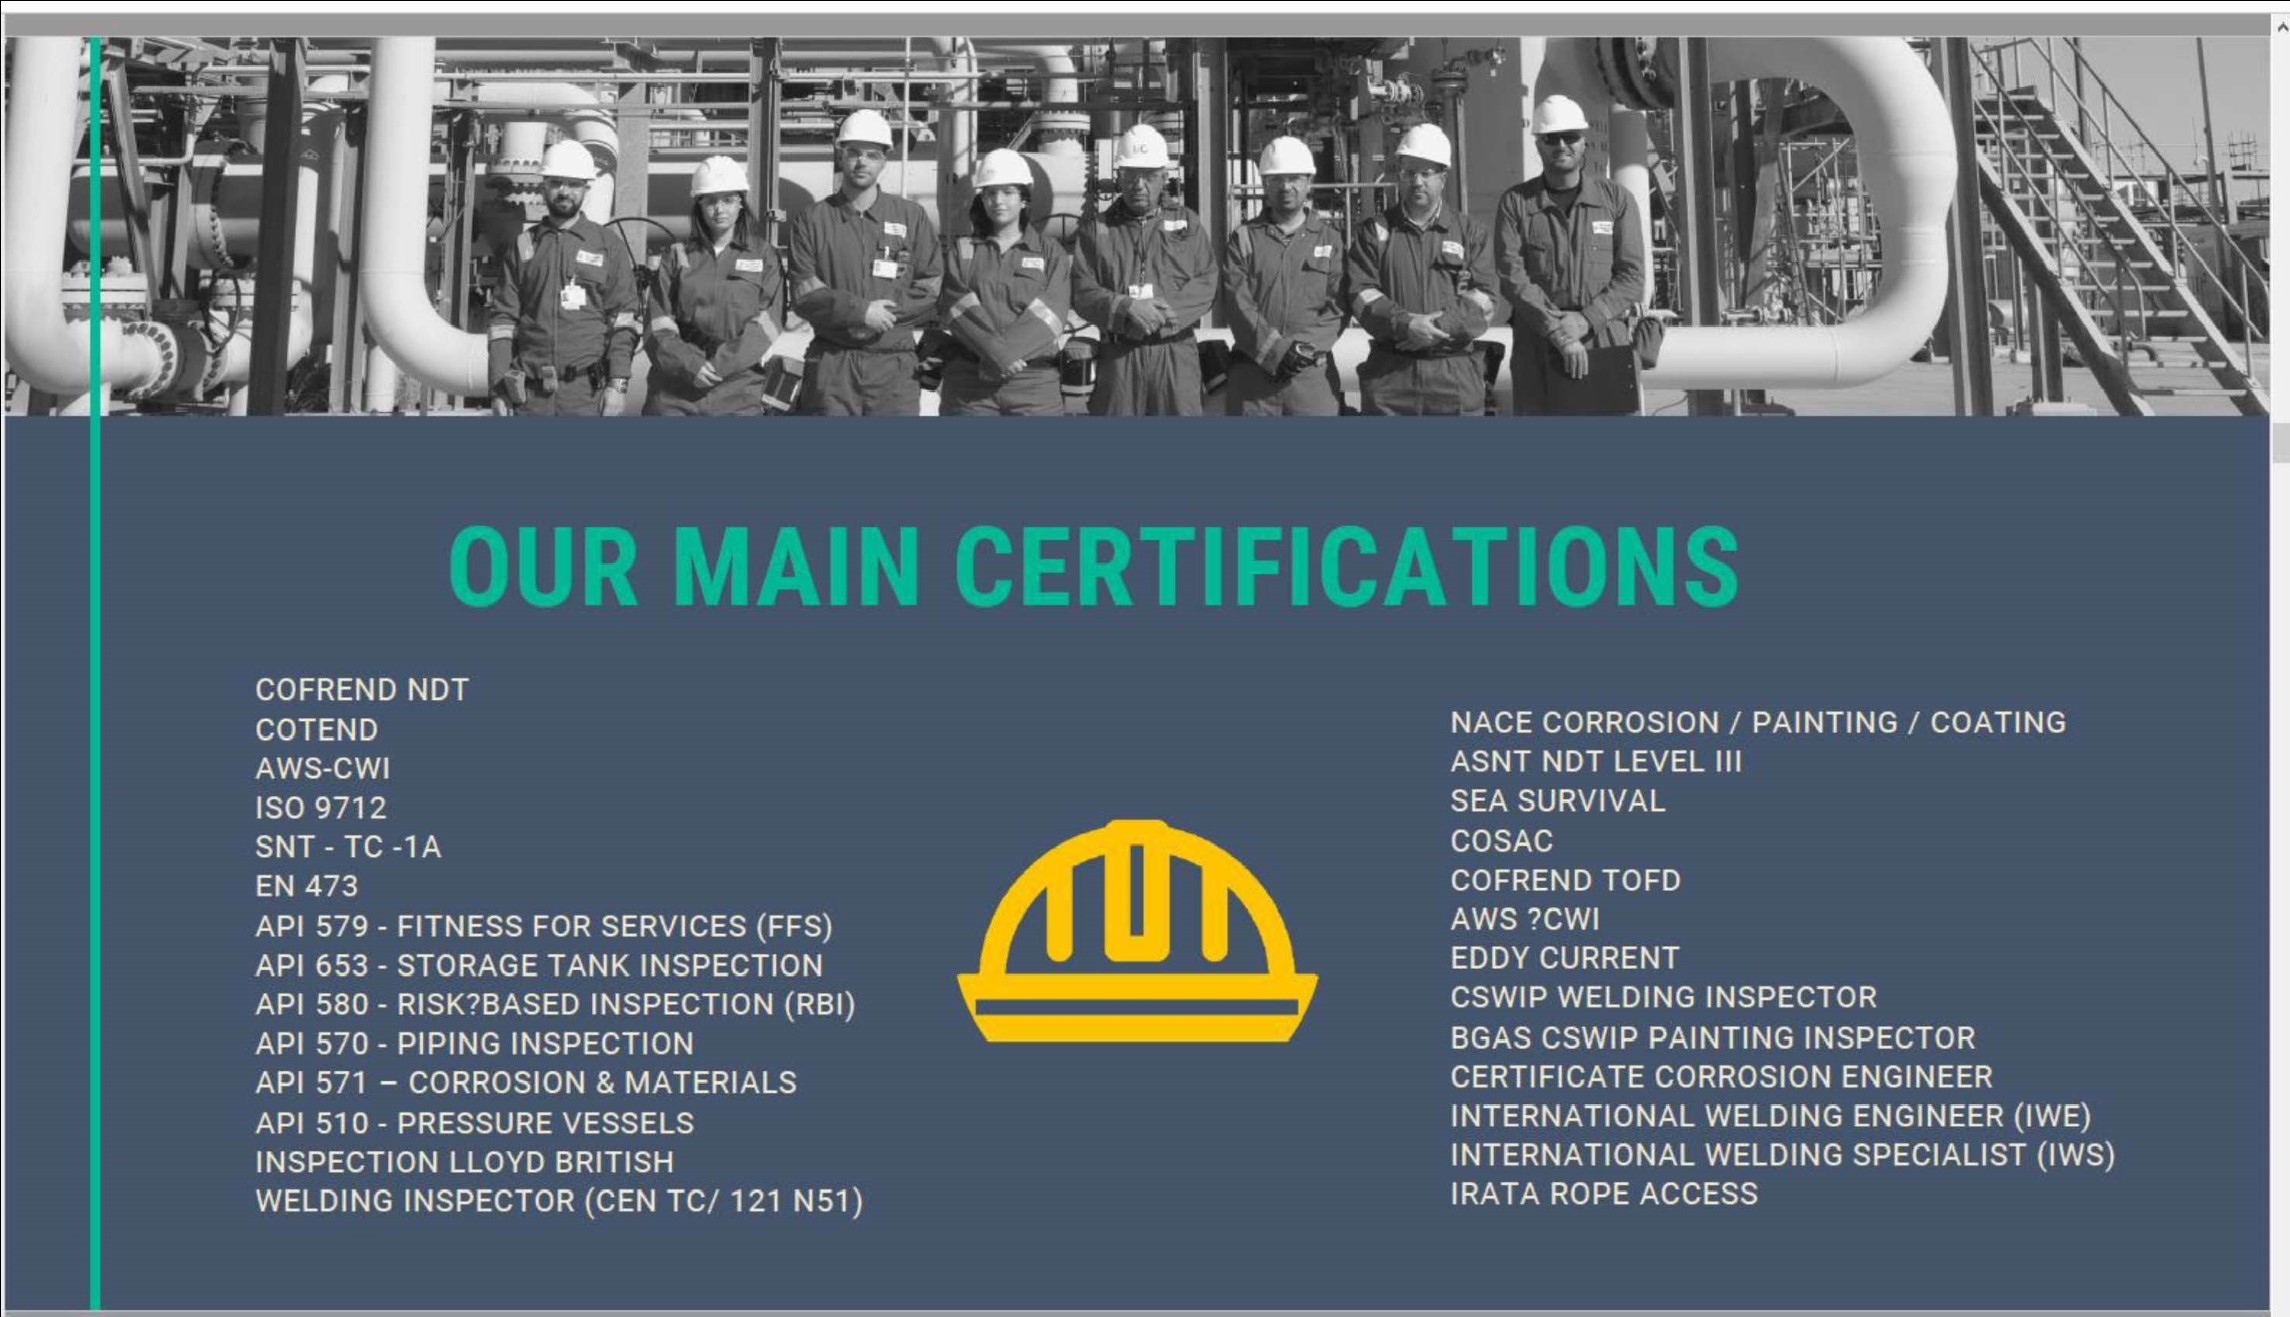 OUR MAIN CERTIFICATIONS
COFREND NDT
COTEND
AWS-CWI
ISO 9712
SNT - TC -1A
EN 473
API 579 - FITNESS FOR SERVICES (FFS)
API 653 - STORAGE TANK INSPECTION
API 580 - RISK?BASED INSPECTION (RBI)
API 570 - PIPING INSPECTION
API 571 – CORROSION & MATERIALS
API 510 - PRESSURE VESSELS
INSPECTION LLOYD BRITISH
WELDING INSPECTOR (CEN TC/ 121 N51)
NACE CORROSION / PAINTING / COATING
ASNT NDT LEVEL III
SEA SURVIVAL
COSAC
COFREND TOFD
AWS ?CWI
EDDY CURRENT
CSWIP WELDING INSPECTOR
BGAS CSWIP PAINTING INSPECTOR
CERTIFICATE CORROSION ENGINEER
INTERNATIONAL WELDING ENGINEER (IWE)
INTERNATIONAL WELDING SPECIALIST (IWS)
IRATA ROPE ACCESS